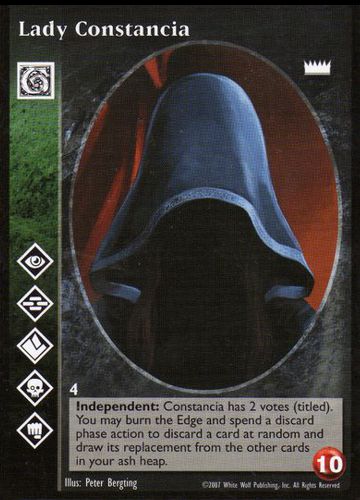 Lady Constancia
4
Independent: Constancia has 2 votes (titled).
You may burn the Edge and spend a discard
phase action to discard a card at random and
draw its replacement from the other cards
in your ash heap.
10
Illus: Peter Bergting
©2007 White Wolf Publishing, Inc. All Rights Reserved.